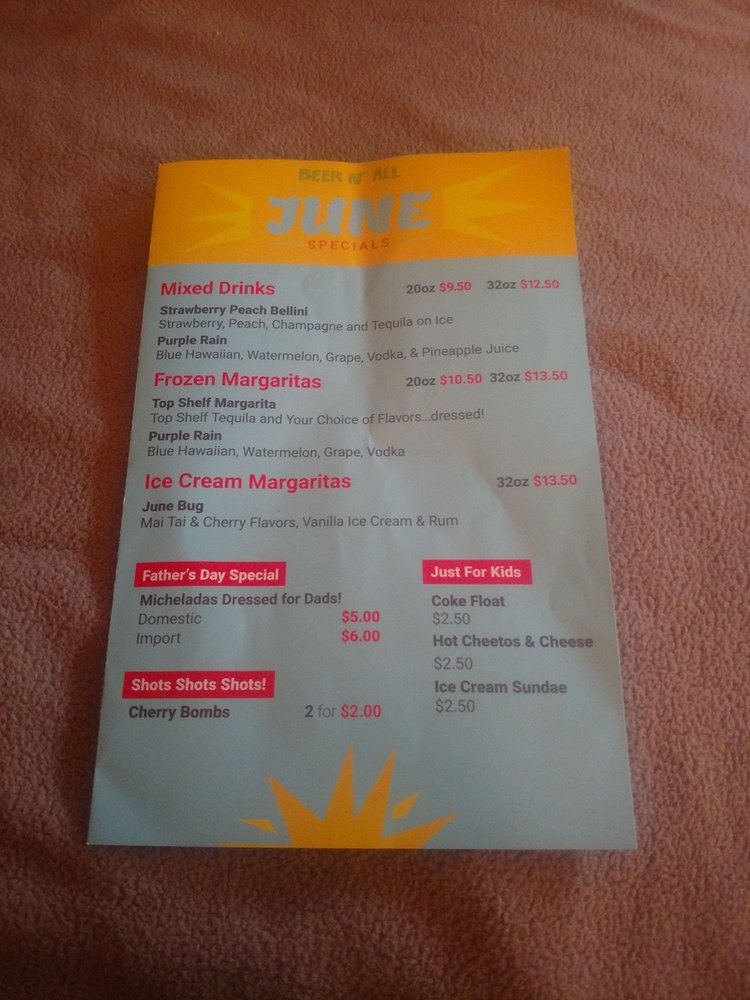 BEER N' ALL
JUNE
SPECIALS
Mixed Drinks 20oz $9.50 32oz $12.50
Strawberry Peach Bellini
Strawberry, Peach, Champagne and Tequila on Ice
Purple Rain
Blue Hawaiian, Watermelon, Grape, Vodka, & Pineapple Juice
Frozen Margaritas 20oz $10.50 32oz $13.50
Top Shelf Margarita
Top Shelf Tequila and Your Choice of Flavors...dressed!
Purple Rain
Blue Hawaiian, Watermelon, Grape, Vodka
Ice Cream Margaritas 32oz $13.50
June Bug
Mai Tai & Cherry Flavors, Vanilla Ice Cream & Rum
Father's Day Special
Micheladas Dressed for Dads!
Domestic $5.00
Import $6.00
Shots Shots Shots!
Cherry Bombs 2 for $2.00
Just For Kids
Coke Float
$2.50
Hot Cheetos & Cheese
$2.50
Ice Cream Sundae
$2.50